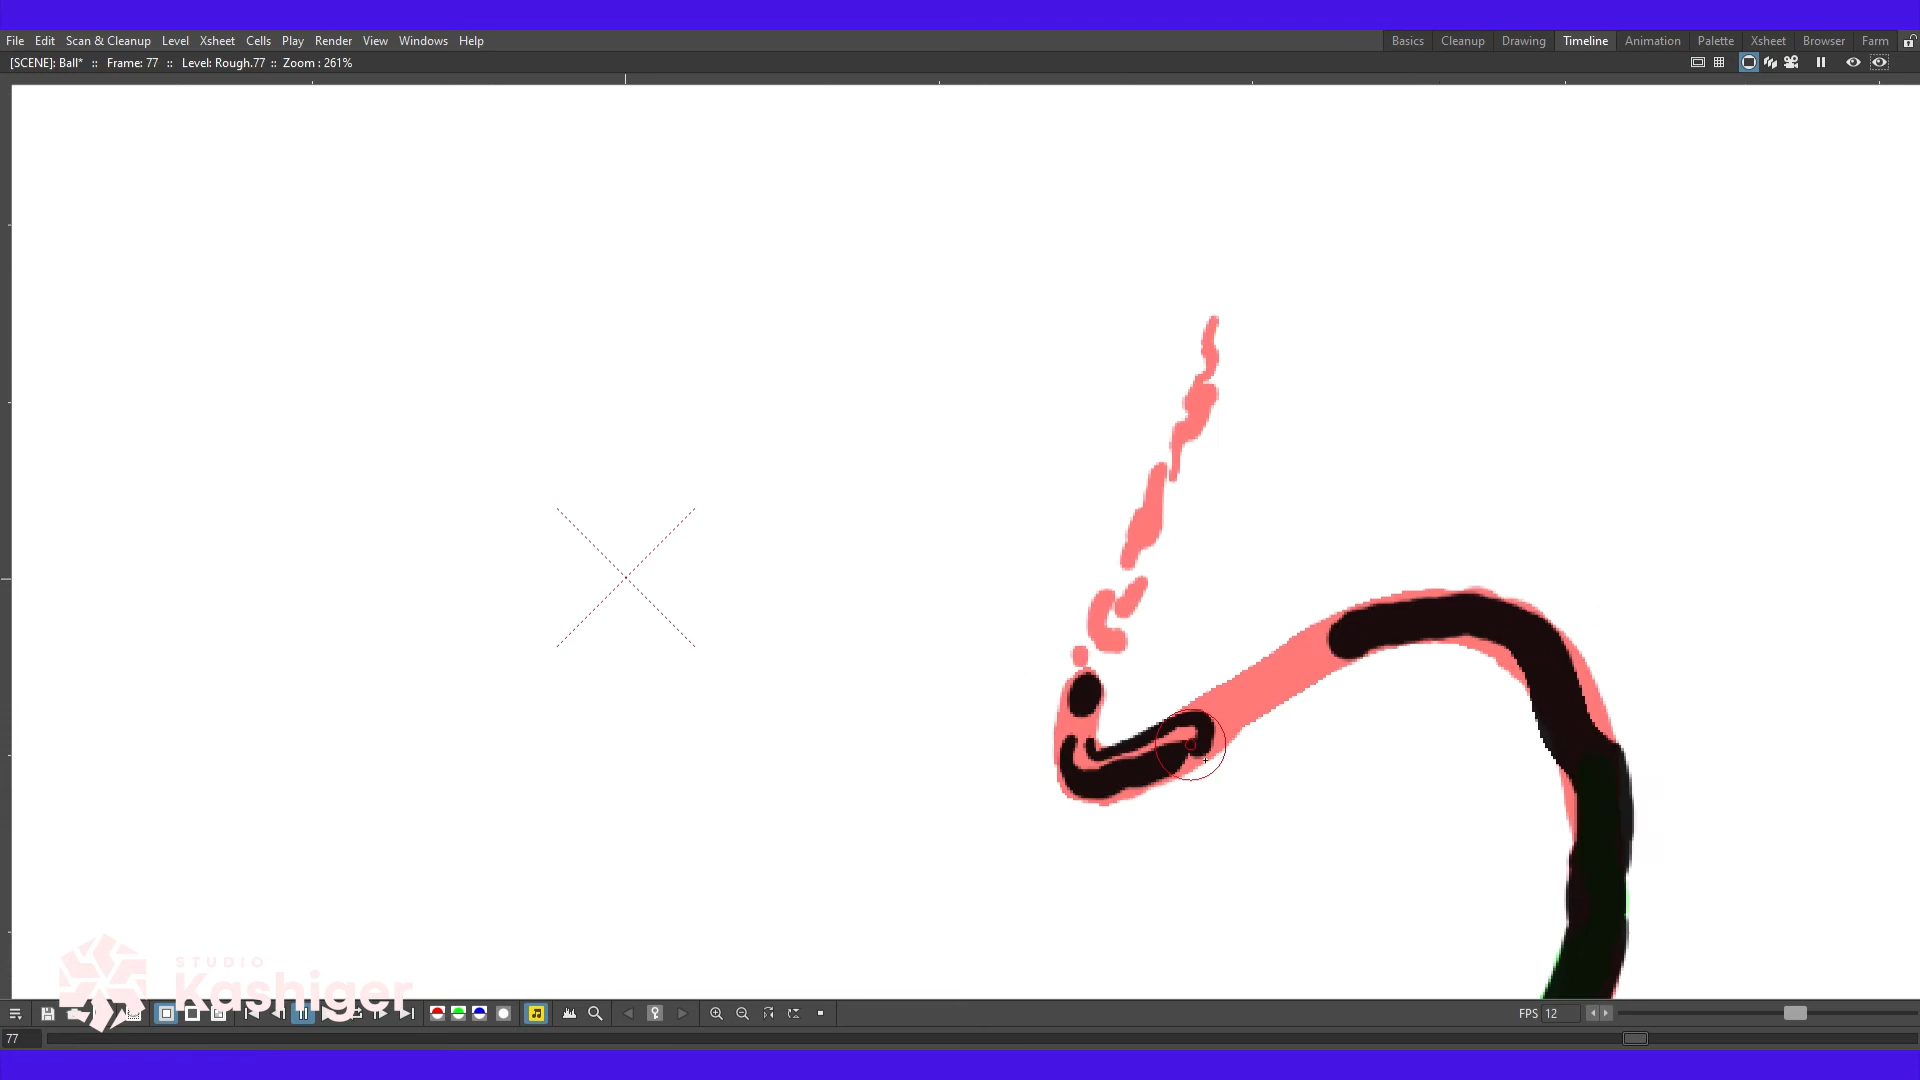 File Edit Scan & Cleanup Level Xsheet Cells Play Render View Windows Help Basics Cleanup Drawing Timeline Animation Palette Xsheet Browser Farm
[SCENE]: Ball* :: Frame: 77 :: Level: Rough.77 :: Zoom : 261%
STUDIO
Kashiger
FPS 12
77